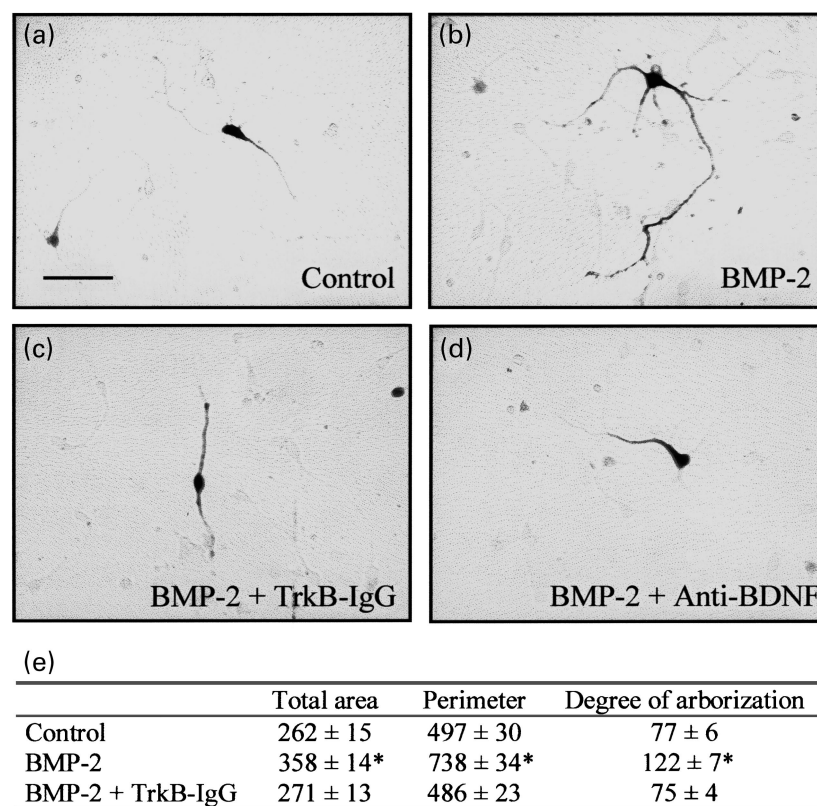 (a)
Control
(b)
BMP-2
(c)
BMP-2 + TrkB-IgG
(d)
BMP-2 + Anti-BDNF
(e)
Total area Perimeter Degree of arborization
Control 262 ± 15 497 ± 30 77 ± 6
BMP-2 358 ± 14* 738 ± 34* 122 ± 7*
BMP-2 + TrkB-IgG 271 ± 13 486 ± 23 75 ± 4